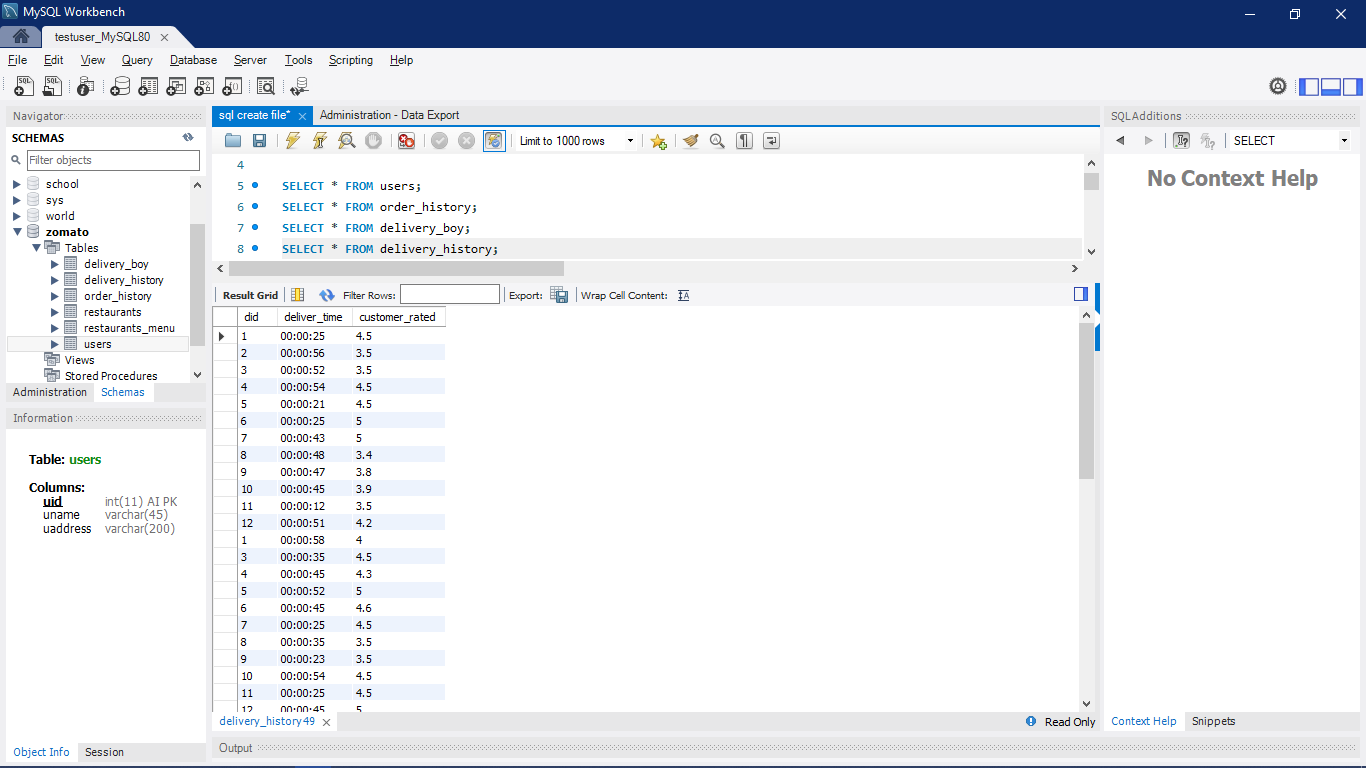 MySQL Workbench
testuser_MySQL80
File Edit View Query Database Server Tools Scripting Help
Navigator
SCHEMAS
Filter objects
school
sys
world
zomato
Tables
delivery_boy
delivery_history
order_history
restaurants
restaurants_menu
users
Views
Stored Procedures
Administration Schemas
Information
Table: users
Columns:
uid int(11) AI PK
uname varchar(45)
uaddress varchar(200)
Object Info Session
sql create file* Administration - Data Export
Limit to 1000 rows
4
5 SELECT * FROM users;
6 SELECT * FROM order_history;
7 SELECT * FROM delivery_boy;
8 SELECT * FROM delivery_history;
Result Grid Filter Rows: Export: Wrap Cell Content:
did deliver_time customer_rated
1 00:00:25 4.5
2 00:00:56 3.5
3 00:00:52 3.5
4 00:00:54 4.5
5 00:00:21 4.5
6 00:00:25 5
7 00:00:43 5
8 00:00:48 3.4
9 00:00:47 3.8
10 00:00:45 3.9
11 00:00:12 3.5
12 00:00:51 4.2
1 00:00:58 4
3 00:00:35 4.5
4 00:00:45 4.3
5 00:00:52 5
6 00:00:45 4.6
7 00:00:25 4.5
8 00:00:35 3.5
9 00:00:23 3.5
10 00:00:54 4.5
11 00:00:25 4.5
12 00:00:45 5
delivery_history 49 Read Only
Output
SQLAdditions
SELECT
No Context Help
Context Help Snippets